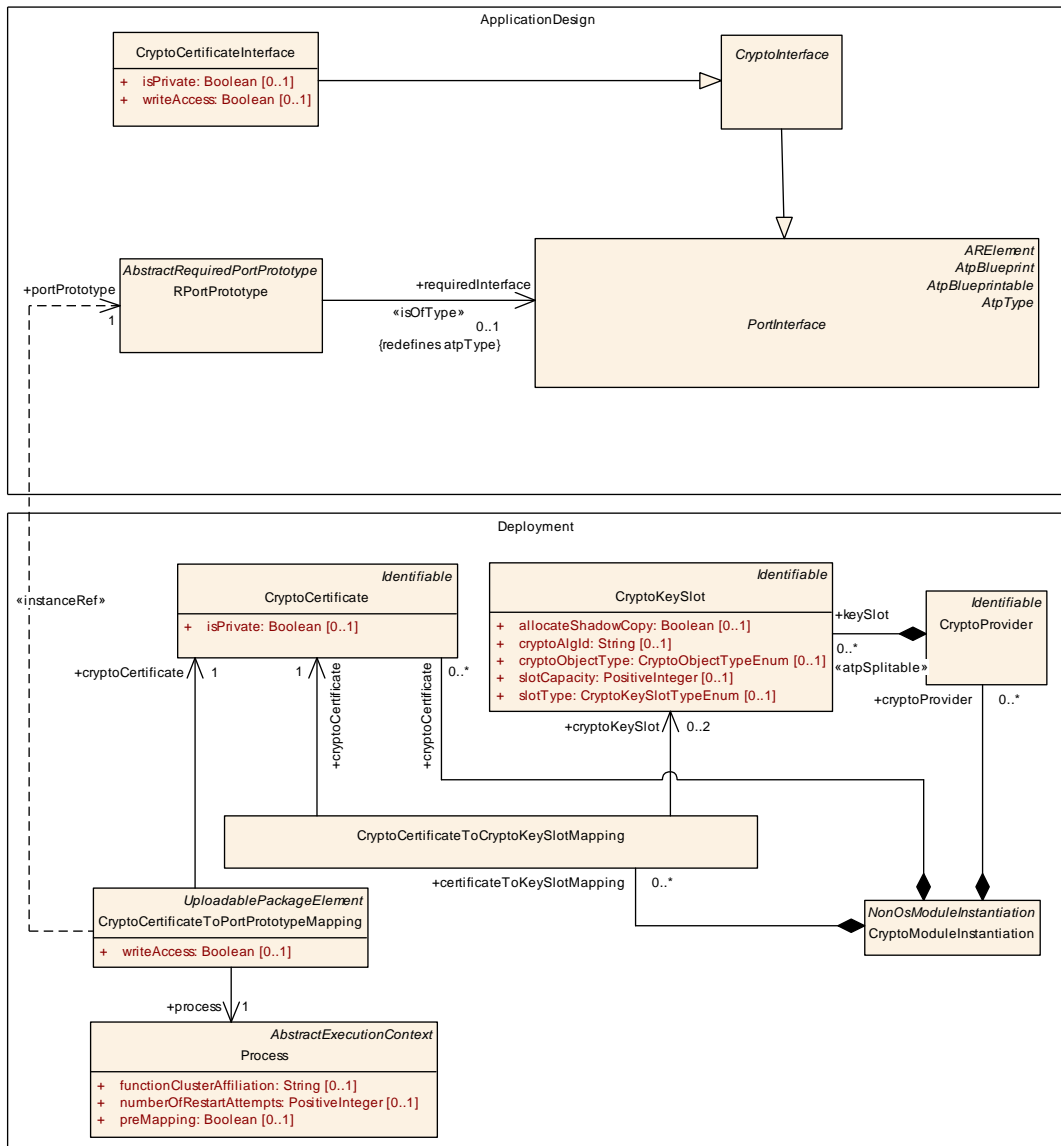 ApplicationDesign
CryptoCertificateInterface
+ isPrivate: Boolean [0..1]
+ writeAccess: Boolean [0..1]
CryptoInterface
AbstractRequiredPortPrototype
RPortPrototype
+portPrototype
1
+requiredInterface
«isOfType»
0..1
{redefines atpType}
ARElement
AtpBlueprint
AtpBlueprintable
AtpType
PortInterface
Deployment
«instanceRef»
Identifiable
CryptoCertificate
+ isPrivate: Boolean [0..1]
Identifiable
CryptoKeySlot
+ allocateShadowCopy: Boolean [0..1]
+ cryptoAlgId: String [0..1]
+ cryptoObjectType: CryptoObjectTypeEnum [0..1]
+ slotCapacity: PositiveInteger [0..1]
+ slotType: CryptoKeySlotTypeEnum [0..1]
+keySlot
0..*
«atpSplitable»
Identifiable
CryptoProvider
+cryptoProvider
0..*
+cryptoCertificate
1
1
+cryptoCertificate
+cryptoCertificate
0..*
+cryptoKeySlot
0..2
CryptoCertificateToCryptoKeySlotMapping
+certificateToKeySlotMapping
0..*
NonOsModuleInstantiation
CryptoModuleInstantiation
UploadablePackageElement
CryptoCertificateToPortPrototypeMapping
+ writeAccess: Boolean [0..1]
+process
1
AbstractExecutionContext
Process
+ functionClusterAffiliation: String [0..1]
+ numberOfRestartAttempts: PositiveInteger [0..1]
+ preMapping: Boolean [0..1]